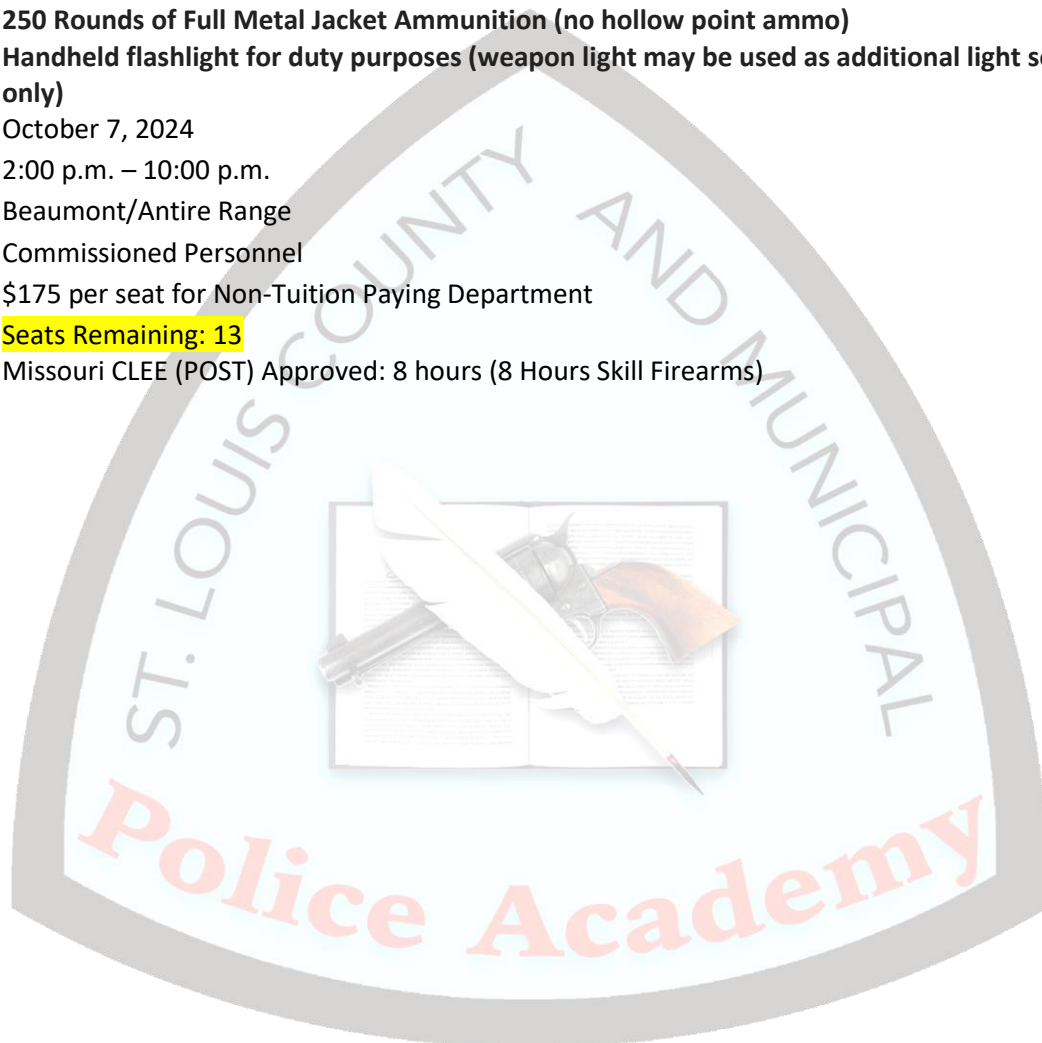 250 Rounds of Full Metal Jacket Ammunition (no hollow point ammo)
Handheld flashlight for duty purposes (weapon light may be used as additional light
only)
October 7, 2024
2:00 p.m. – 10:00 p.m.
Beaumont/Antire Range
Commissioned Personnel
$175 per seat for Non-Tuition Paying Department
Seats Remaining: 13
Missouri CLEE (POST) Approved: 8 hours (8 Hours Skill Firearms)
ST. LOUIS COUNTY AND MUNICIPAL
Police Academy